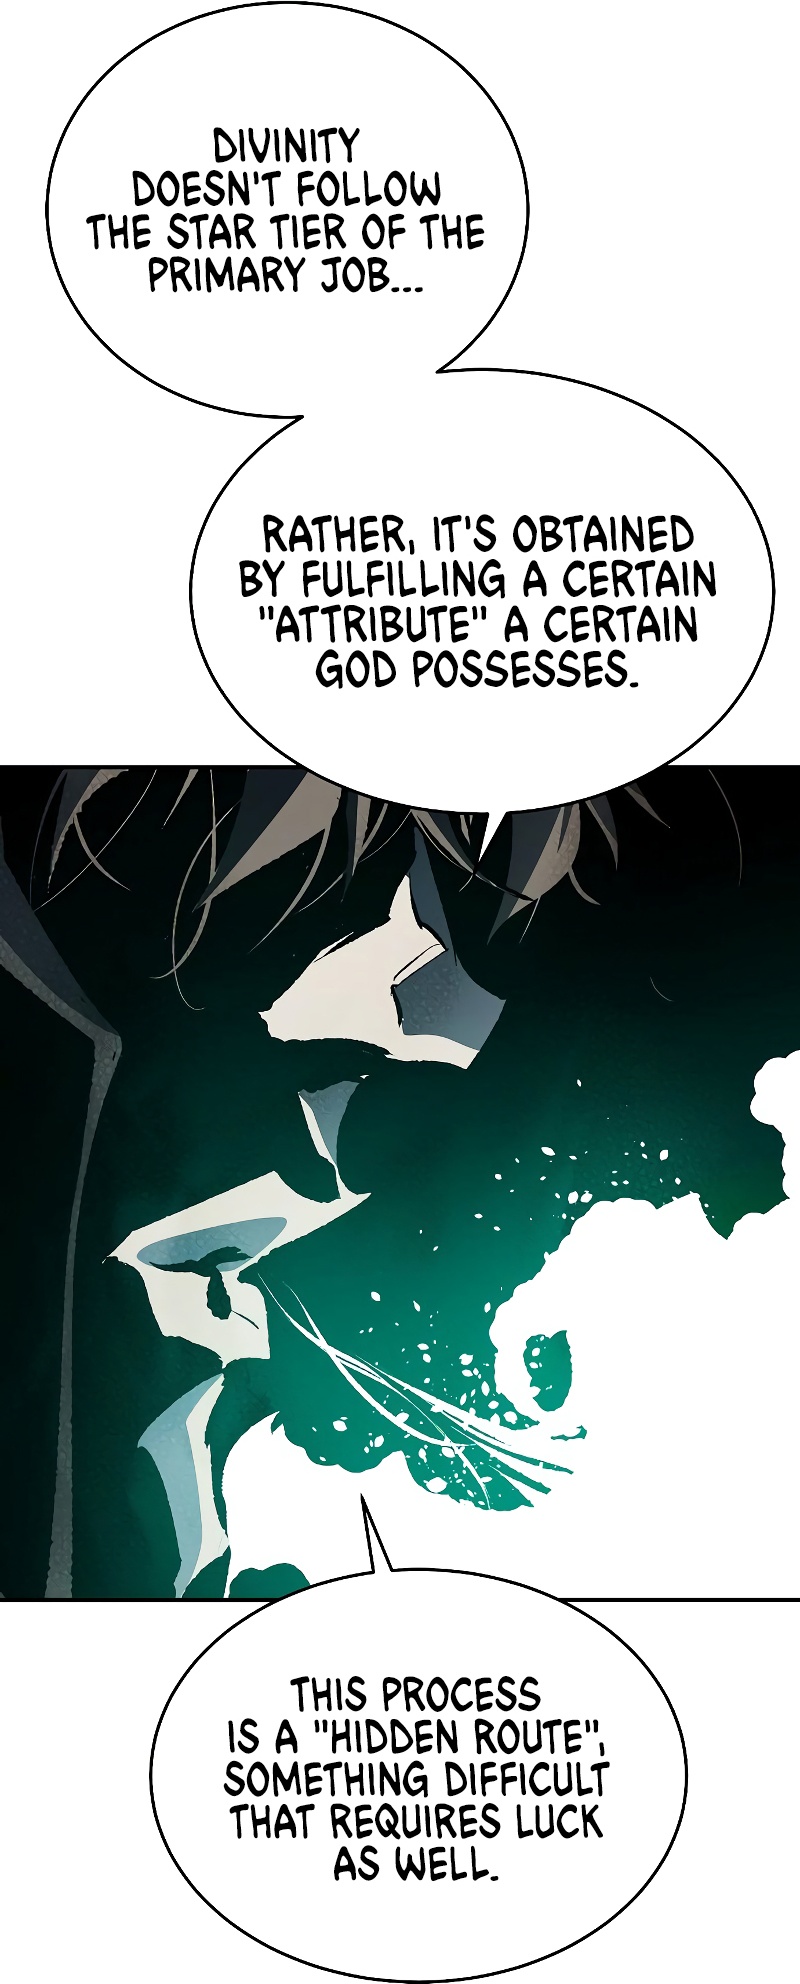 DIVINITY
DOESN'T FOLLOW
THE STAR TIER OF THE
PRIMARY JOB...
RATHER, IT'S OBTAINED
BY FULFILLING A CERTAIN
"ATTRIBUTE" A CERTAIN
GOD POSSESSES.
THIS PROCESS
IS A "HIDDEN ROUTE",
SOMETHING DIFFICULT
THAT REQUIRES LUCK
AS WELL.